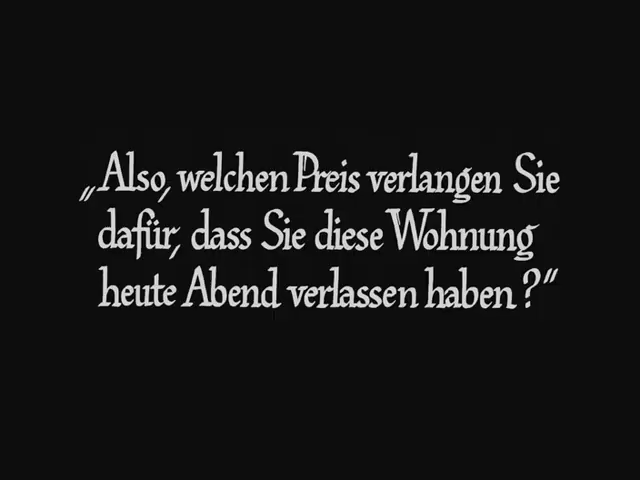 „Also, welchen Preis verlangen Sie
dafür, dass Sie diese Wohnung
heute Abend verlassen haben?”